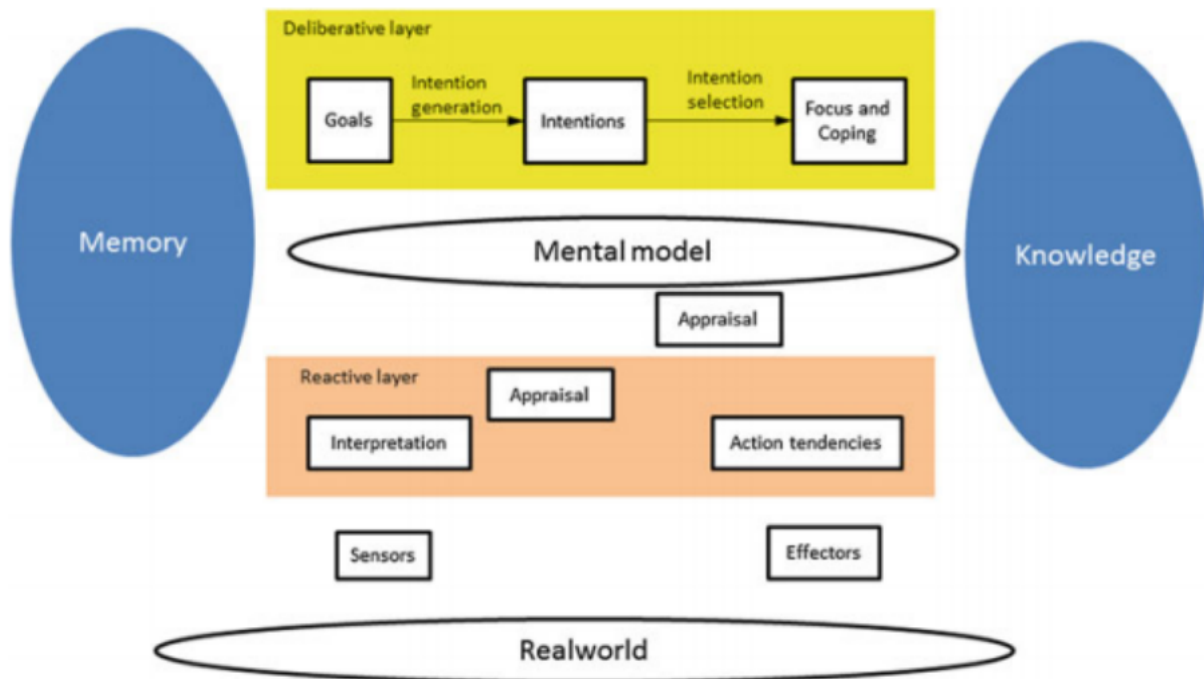 Deliberative layer
Intention
generation
Intention
selection
Goals
Intentions
Focus and
Coping
Memory
Mental model
Knowledge
Appraisal
Reactive layer
Appraisal
Interpretation
Action tendencies
Sensors
Effectors
Realworld